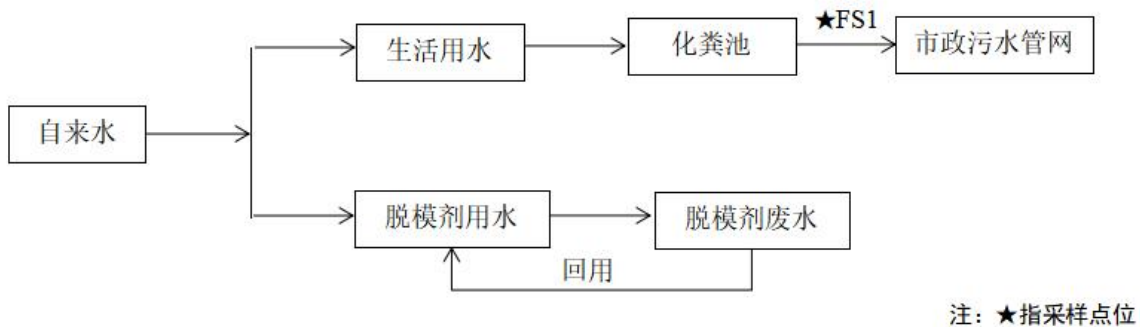 ★FS1
生活用水
化粪池
市政污水管网
自来水
脱模剂用水
脱模剂废水
回用
注：★指采样点位